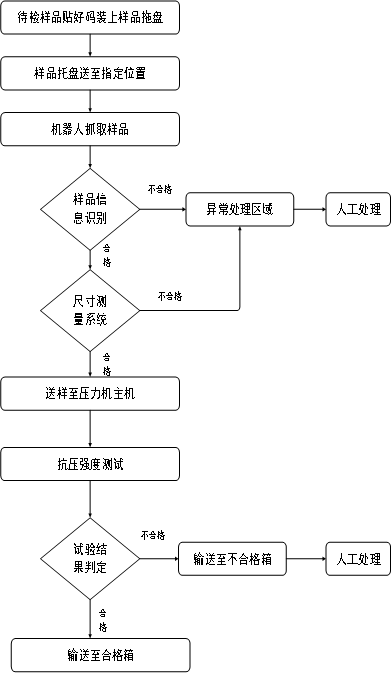 待检样品贴好码装上样品拖盘
样品托盘送至指定位置
机器人抓取样品
样品信
息识别
不合格
异常处理区域
人工处理
合
格
尺寸测
量系统
不合格
合
格
送样至压力机主机
抗压强度测试
试验结
果判定
不合格
输送至不合格箱
人工处理
合
格
输送至合格箱